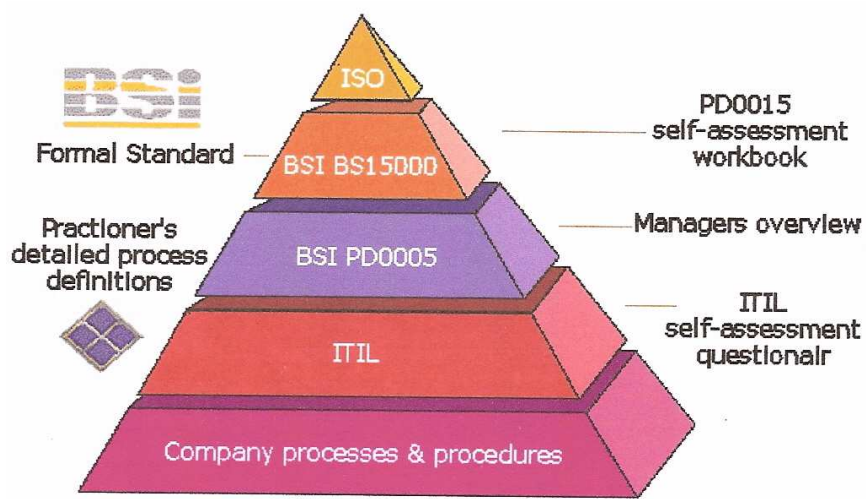 ISO
BSi
Formal Standard
PD0015
self-assessment
workbook
BSI BS15000
Practioner's
detailed process
definitions
Managers overview
BSI PD0005
ITIL
self-assessment
questionair
ITIL
Company processes & procedures